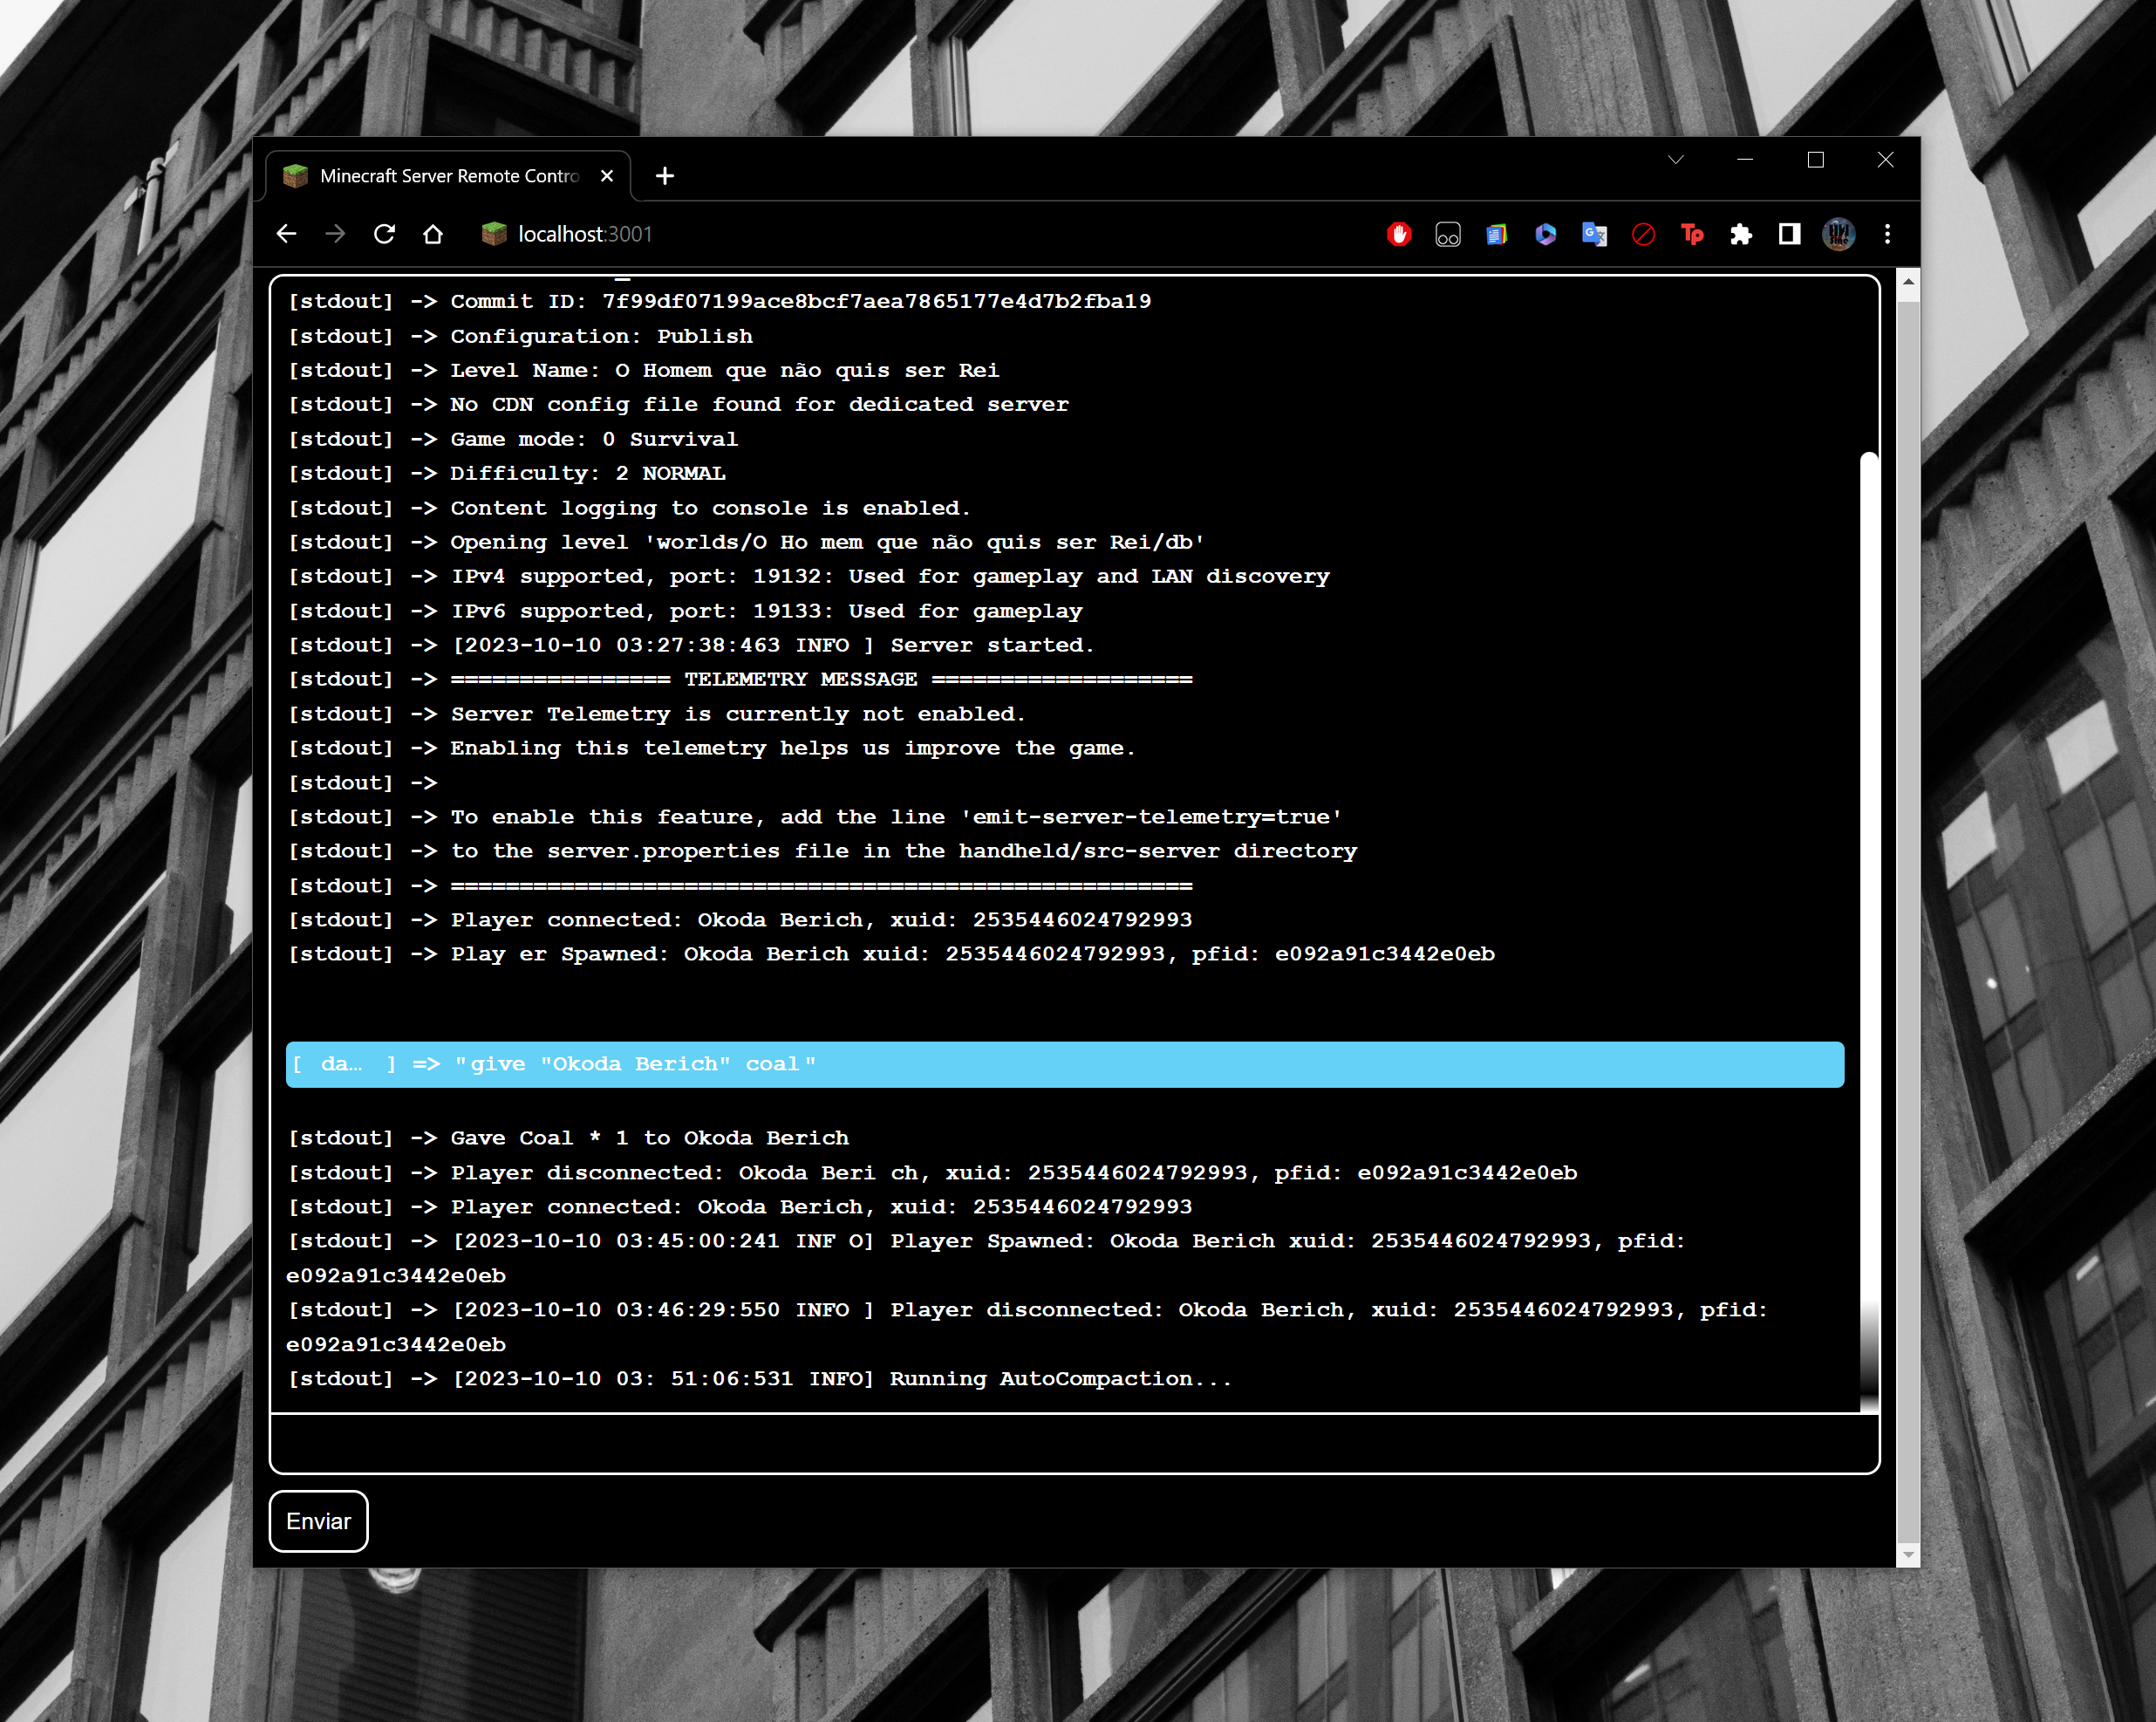 Minecraft Server Remote Contro
localhost:3001
[stdout] -> Commit ID: 7f99df07199ace8bcf7aea7865177e4d7b2fba19
[stdout] -> Configuration: Publish
[stdout] -> Level Name: O Homem que não quis ser Rei
[stdout] -> No CDN config file found for dedicated server
[stdout] -> Game mode: 0 Survival
[stdout] -> Difficulty: 2 NORMAL
[stdout] -> Content logging to console is enabled.
[stdout] -> Opening level 'worlds/O Ho mem que não quis ser Rei/db'
[stdout] -> IPv4 supported, port: 19132: Used for gameplay and LAN discovery
[stdout] -> IPv6 supported, port: 19133: Used for gameplay
[stdout] -> [2023-10-10 03:27:38:463 INFO ] Server started.
[stdout] -> ================ TELEMETRY MESSAGE ===================
[stdout] -> Server Telemetry is currently not enabled.
[stdout] -> Enabling this telemetry helps us improve the game.
[stdout] ->
[stdout] -> To enable this feature, add the line 'emit-server-telemetry=true'
[stdout] -> to the server.properties file in the handheld/src-server directory
[stdout] -> ======================================================
[stdout] -> Player connected: Okoda Berich, xuid: 2535446024792993
[stdout] -> Play er Spawned: Okoda Berich xuid: 2535446024792993, pfid: e092a91c3442e0eb
[ da... ] => "give "Okoda Berich" coal"
[stdout] -> Gave Coal * 1 to Okoda Berich
[stdout] -> Player disconnected: Okoda Beri ch, xuid: 2535446024792993, pfid: e092a91c3442e0eb
[stdout] -> Player connected: Okoda Berich, xuid: 2535446024792993
[stdout] -> [2023-10-10 03:45:00:241 INF O] Player Spawned: Okoda Berich xuid: 2535446024792993, pfid:
e092a91c3442e0eb
[stdout] -> [2023-10-10 03:46:29:550 INFO ] Player disconnected: Okoda Berich, xuid: 2535446024792993, pfid:
e092a91c3442e0eb
[stdout] -> [2023-10-10 03: 51:06:531 INFO] Running AutoCompaction...
Enviar